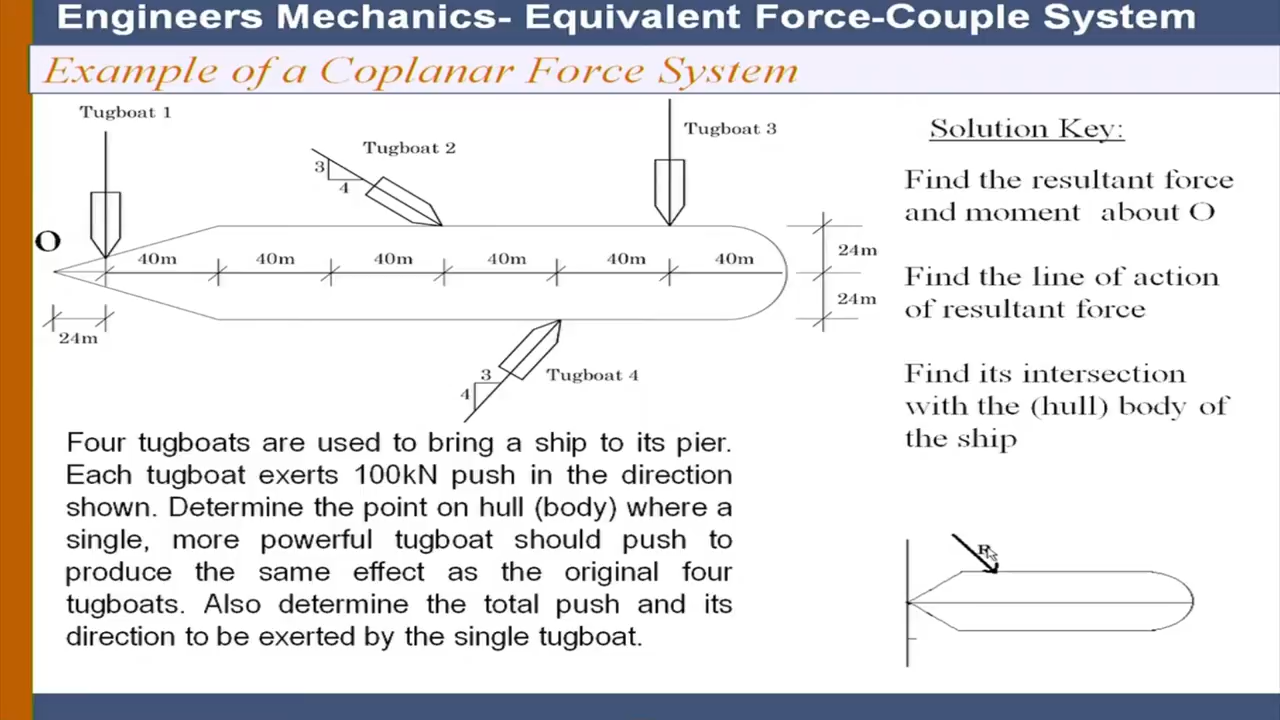 Engineers Mechanics- Equivalent Force-Couple System
Example of a Coplanar Force System
Tugboat 1
Tugboat 2
Tugboat 3
3
4
O
40m
40m
40m
40m
40m
40m
24m
24m
24m
3
4
Tugboat 4
Four tugboats are used to bring a ship to its pier.
Each tugboat exerts 100kN push in the direction
shown. Determine the point on hull (body) where a
single, more powerful tugboat should push to
produce the same effect as the original four
tugboats. Also determine the total push and its
direction to be exerted by the single tugboat.
Solution Key:
Find the resultant force
and moment about O
Find the line of action
of resultant force
Find its intersection
with the (hull) body of
the ship